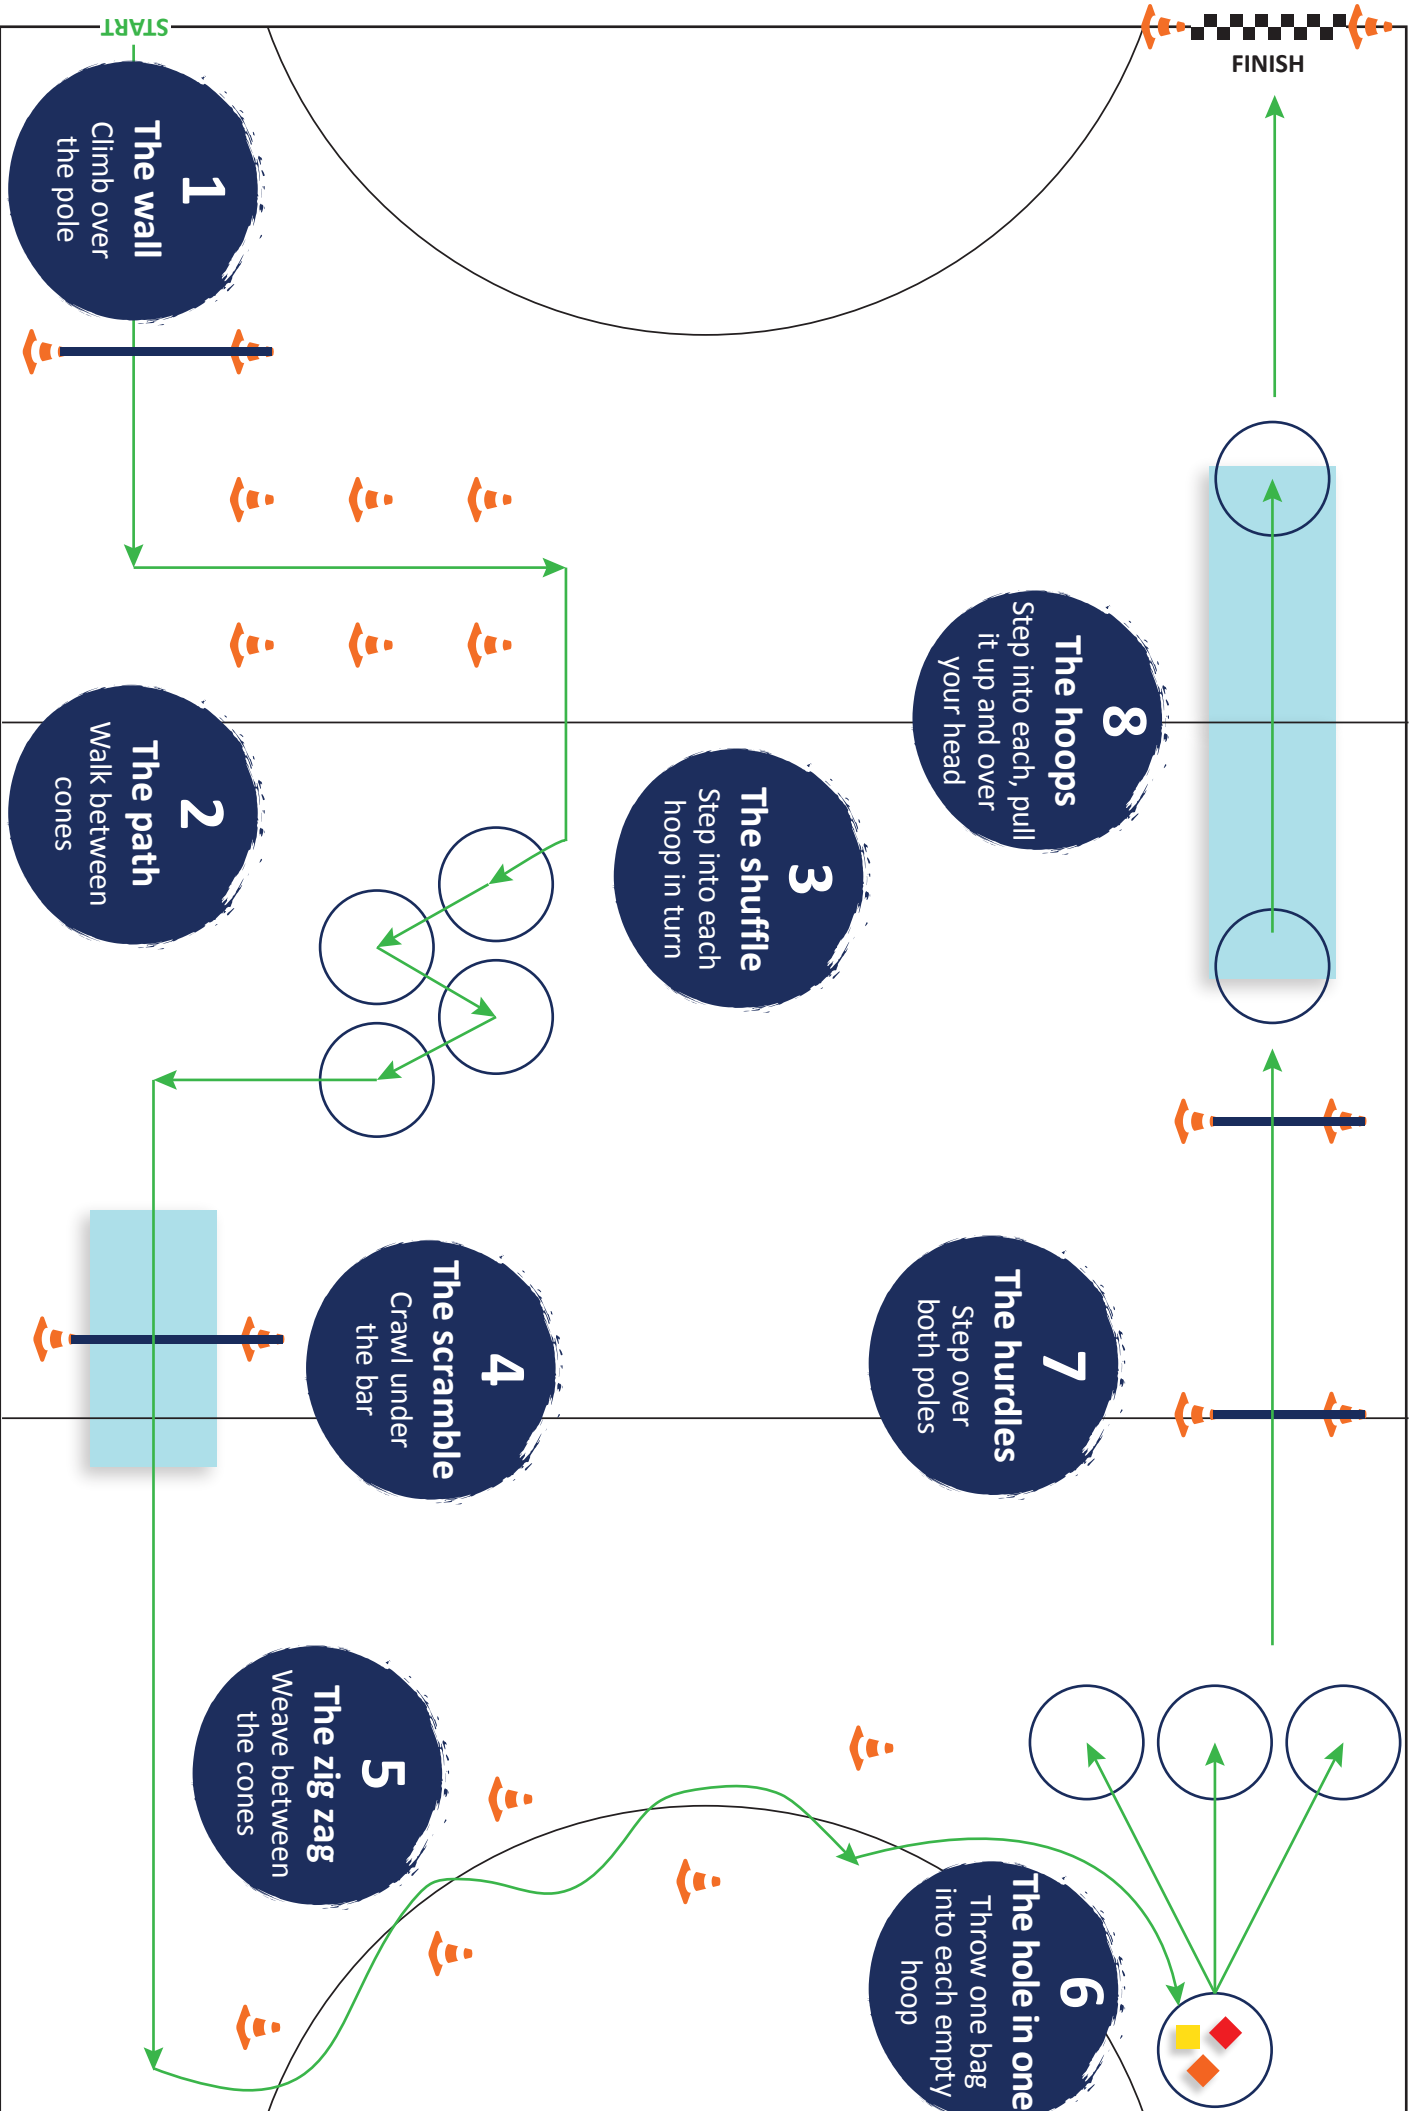 START
FINISH
1
The wall
Climb over
the pole
2
The path
Walk between
cones
3
The shuffle
Step into each
hoop in turn
4
The scramble
Crawl under
the bar
5
The zig zag
Weave between
the cones
6
The hole in one
Throw one bag
into each empty
hoop
7
The hurdles
Step over
both poles
8
The hoops
Step into each, pull
it up and over
your head